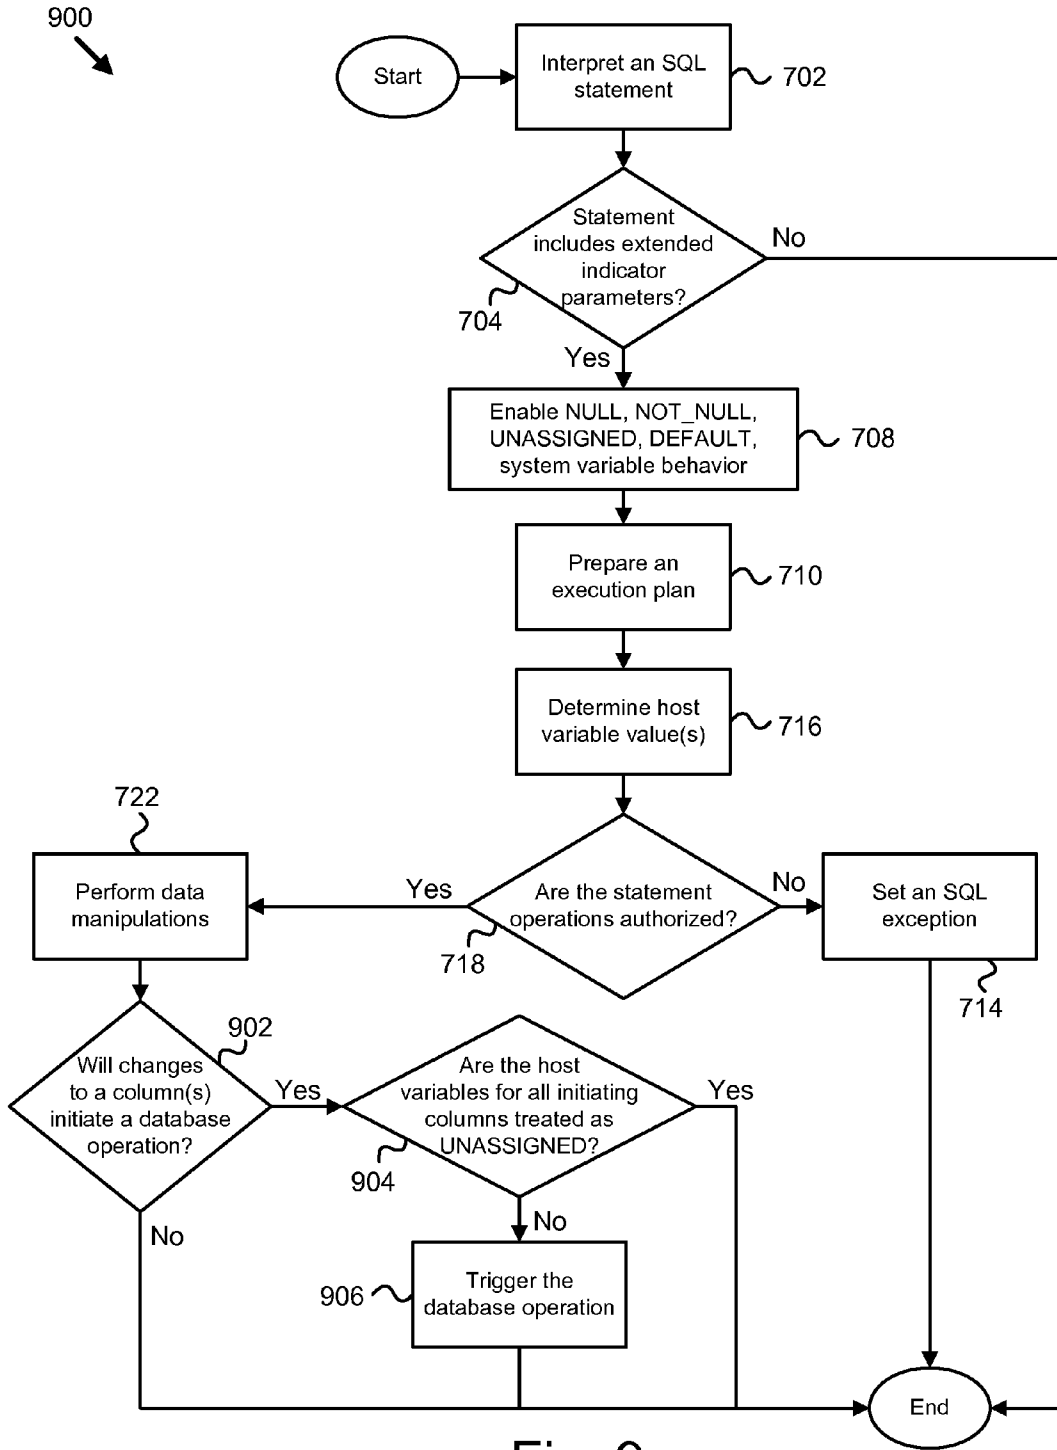 900
Start
Interpret an SQL
statement
702
Statement
includes extended
indicator
parameters?
No
704
Yes
Enable NULL, NOT_NULL,
UNASSIGNED, DEFAULT,
system variable behavior
708
Prepare an
execution plan
710
Determine host
variable value(s)
716
722
Perform data
manipulations
Yes
Are the statement
operations authorized?
718
No
Set an SQL
exception
714
902
Will changes
to a column(s)
initiate a database
operation?
Yes
Are the host
variables for all initiating
columns treated as
UNASSIGNED?
Yes
904
No
No
906
Trigger the
database operation
End